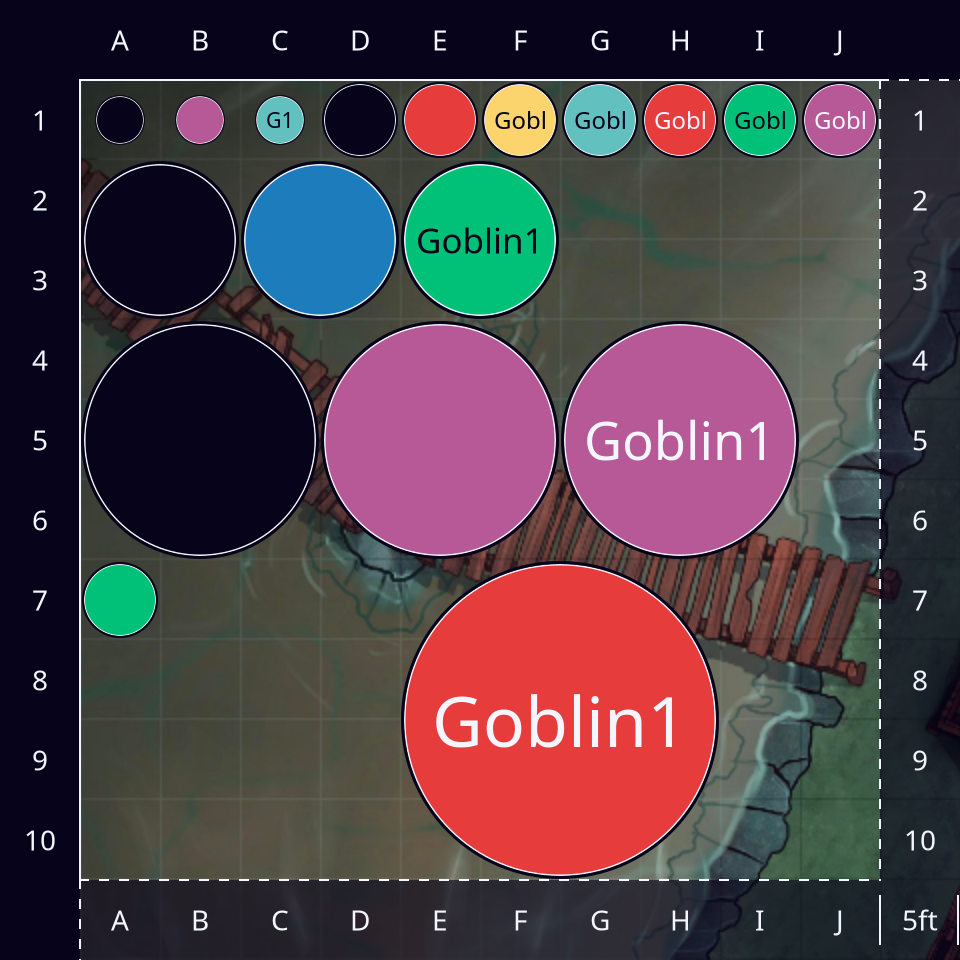 A B C D E F G H I J
1 G1 Gobl Gobl Gobl Gobl Gobl 1
2 2
Goblin1
3 3
4 4
5 Goblin1 5
6 6
7 7
8 8
Goblin1
9 9
10 10
A B C D E F G H I J 5ft